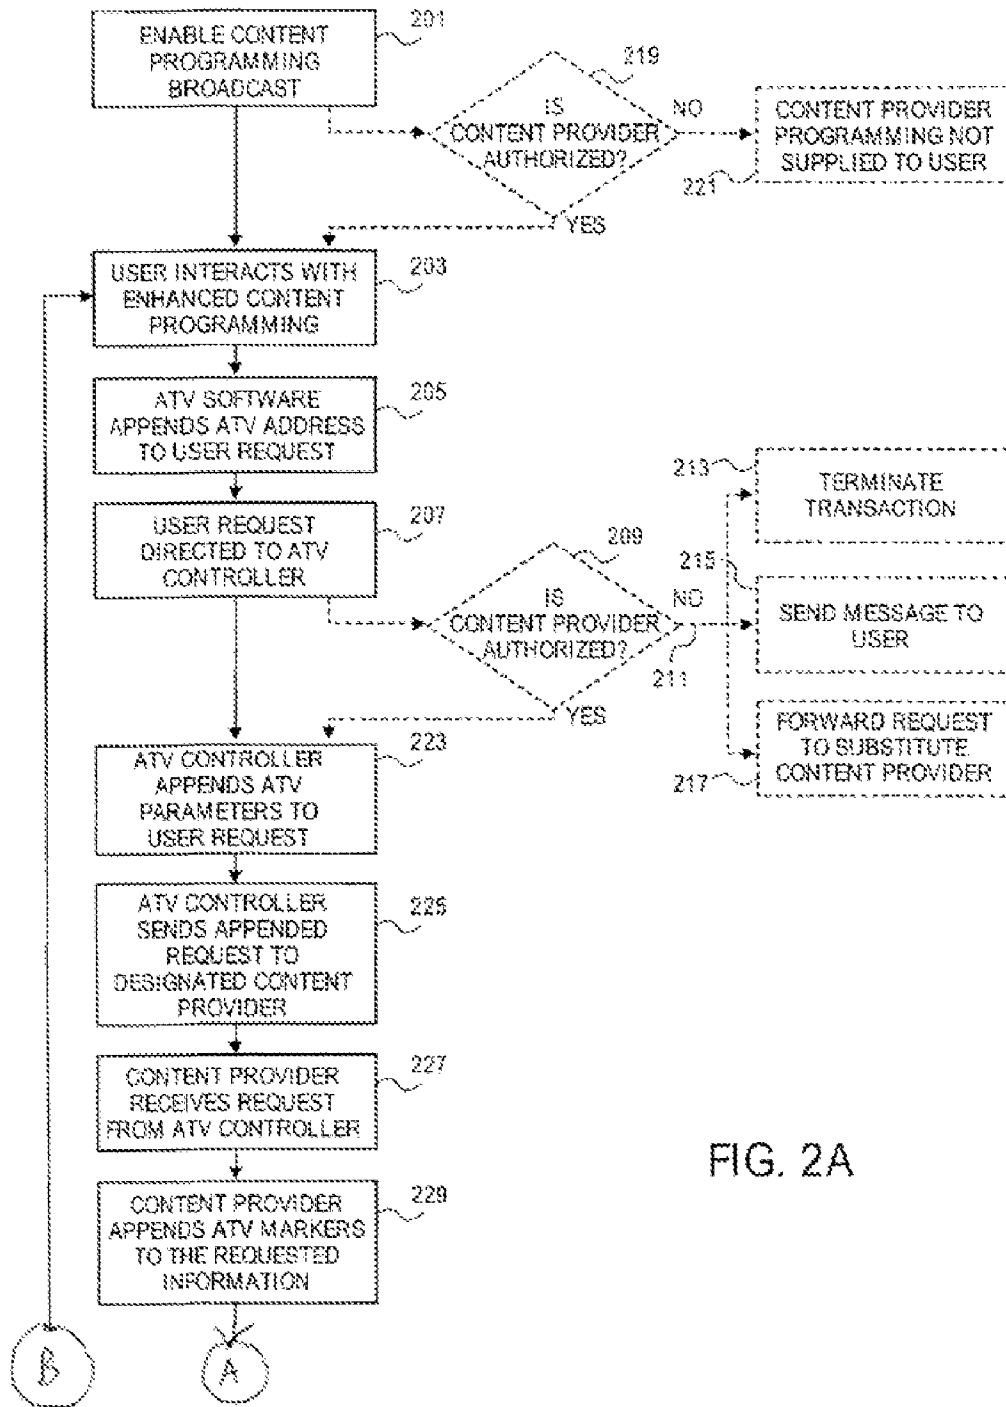 ENABLE CONTENT
PROGRAMMING
BROADCAST
201
219
IS
CONTENT PROVIDER
AUTHORIZED?
NO
YES
CONTENT PROVIDER
PROGRAMMING NOT
SUPPLIED TO USER
221
USER INTERACTS WITH
ENHANCED CONTENT
PROGRAMMING
203
ATV SOFTWARE
APPENDS ATV ADDRESS
TO USER REQUEST
205
USER REQUEST
DIRECTED TO ATV
CONTROLLER
207
209
IS
CONTENT PROVIDER
AUTHORIZED?
NO
211
YES
213
TERMINATE
TRANSACTION
215
SEND MESSAGE TO
USER
FORWARD REQUEST
TO SUBSTITUTE
CONTENT PROVIDER
217
ATV CONTROLLER
APPENDS ATV
PARAMETERS TO
USER REQUEST
223
ATV CONTROLLER
SENDS APPENDED
REQUEST TO
DESIGNATED CONTENT
PROVIDER
225
CONTENT PROVIDER
RECEIVES REQUEST
FROM ATV CONTROLLER
227
CONTENT PROVIDER
APPENDS ATV MARKERS
TO THE REQUESTED
INFORMATION
229
FIG. 2A
B
A